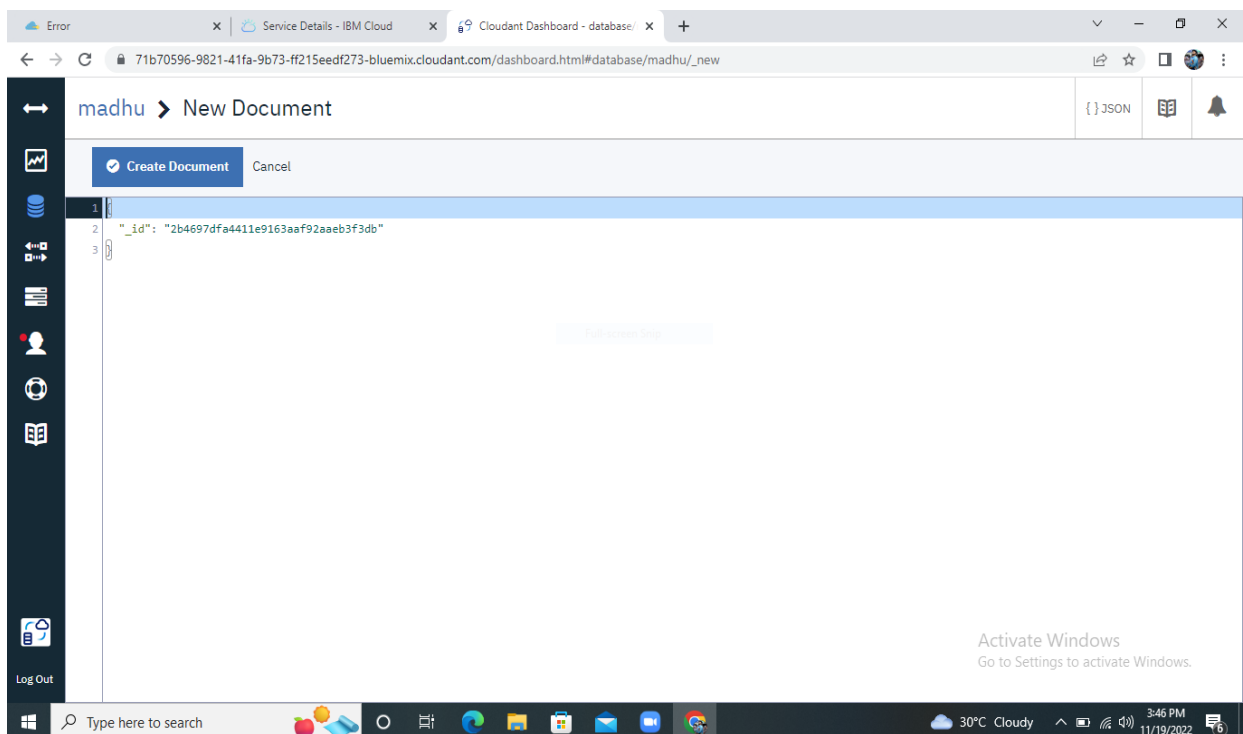 Error
Service Details - IBM Cloud
Cloudant Dashboard - database/
71b70596-9821-41fa-9b73-ff215eedf273-bluemix.cloudant.com/dashboard.html#database/madhu/_new
madhu > New Document
{ } JSON
Create Document
Cancel
1 {
2 "_id": "2b4697dfa4411e9163aaf92aaeb3f3db"
3 }
Activate Windows
Go to Settings to activate Windows.
Log Out
Type here to search
30°C Cloudy
3:46 PM
11/19/2022
6